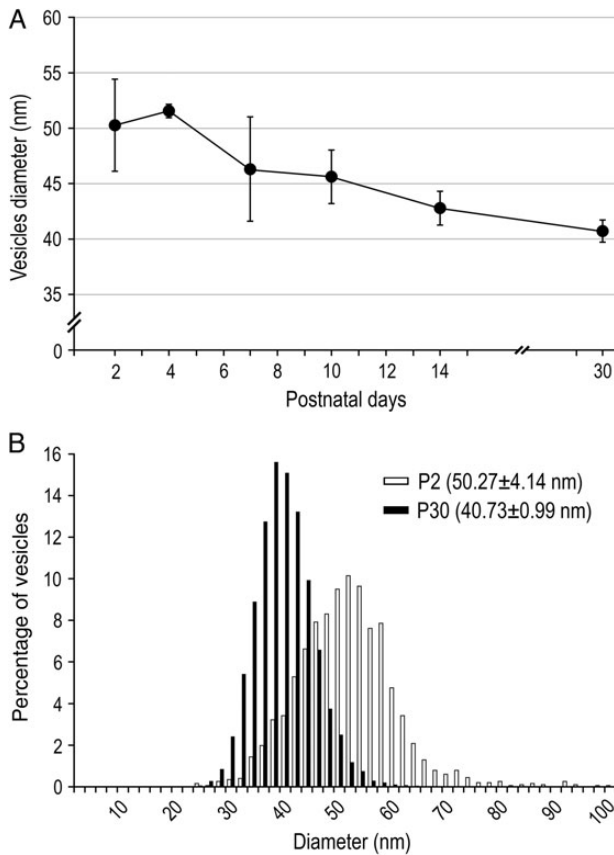 A
60
55
50
45
40
35
0
Vesicles diameter (nm)
2 4 6 8 10 12 14 30
Postnatal days
B
16
14
12
10
8
6
4
2
0
Percentage of vesicles
P2 (50.27±4.14 nm)
P30 (40.73±0.99 nm)
10 20 30 40 50 60 70 80 90 100
Diameter (nm)